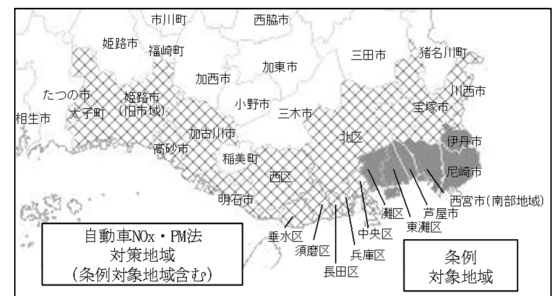 市川町
西脇市
姫路市
福崎町
三田市
猪名川町
加西市
加東市
川西市
たつの市
姫路市
(旧市域)
宝塚市
相生市
太子町
小野市
三木市
加古川市
北区
伊丹市
高砂市
稲美町
尼崎市
西区
明石市
西宮市(南部地域)
灘区
芦屋市
東灘区
垂水区
須磨区
中央区
兵庫区
長田区
自動車NOx・PM法
対策地域
(条例対象地域含む)
条例
対象地域